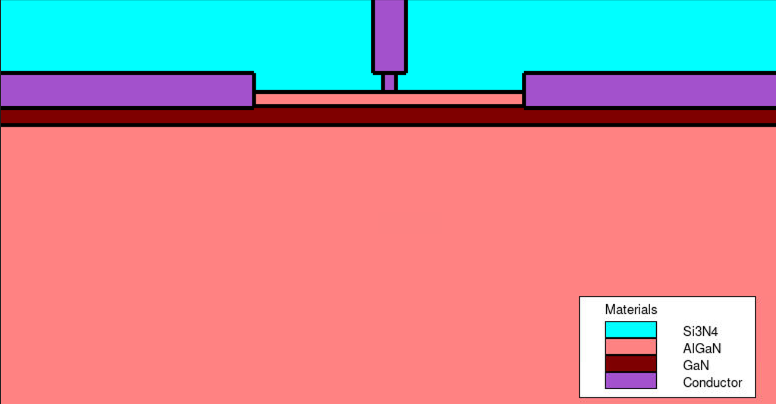 Materials
Si3N4
AlGaN
GaN
Conductor